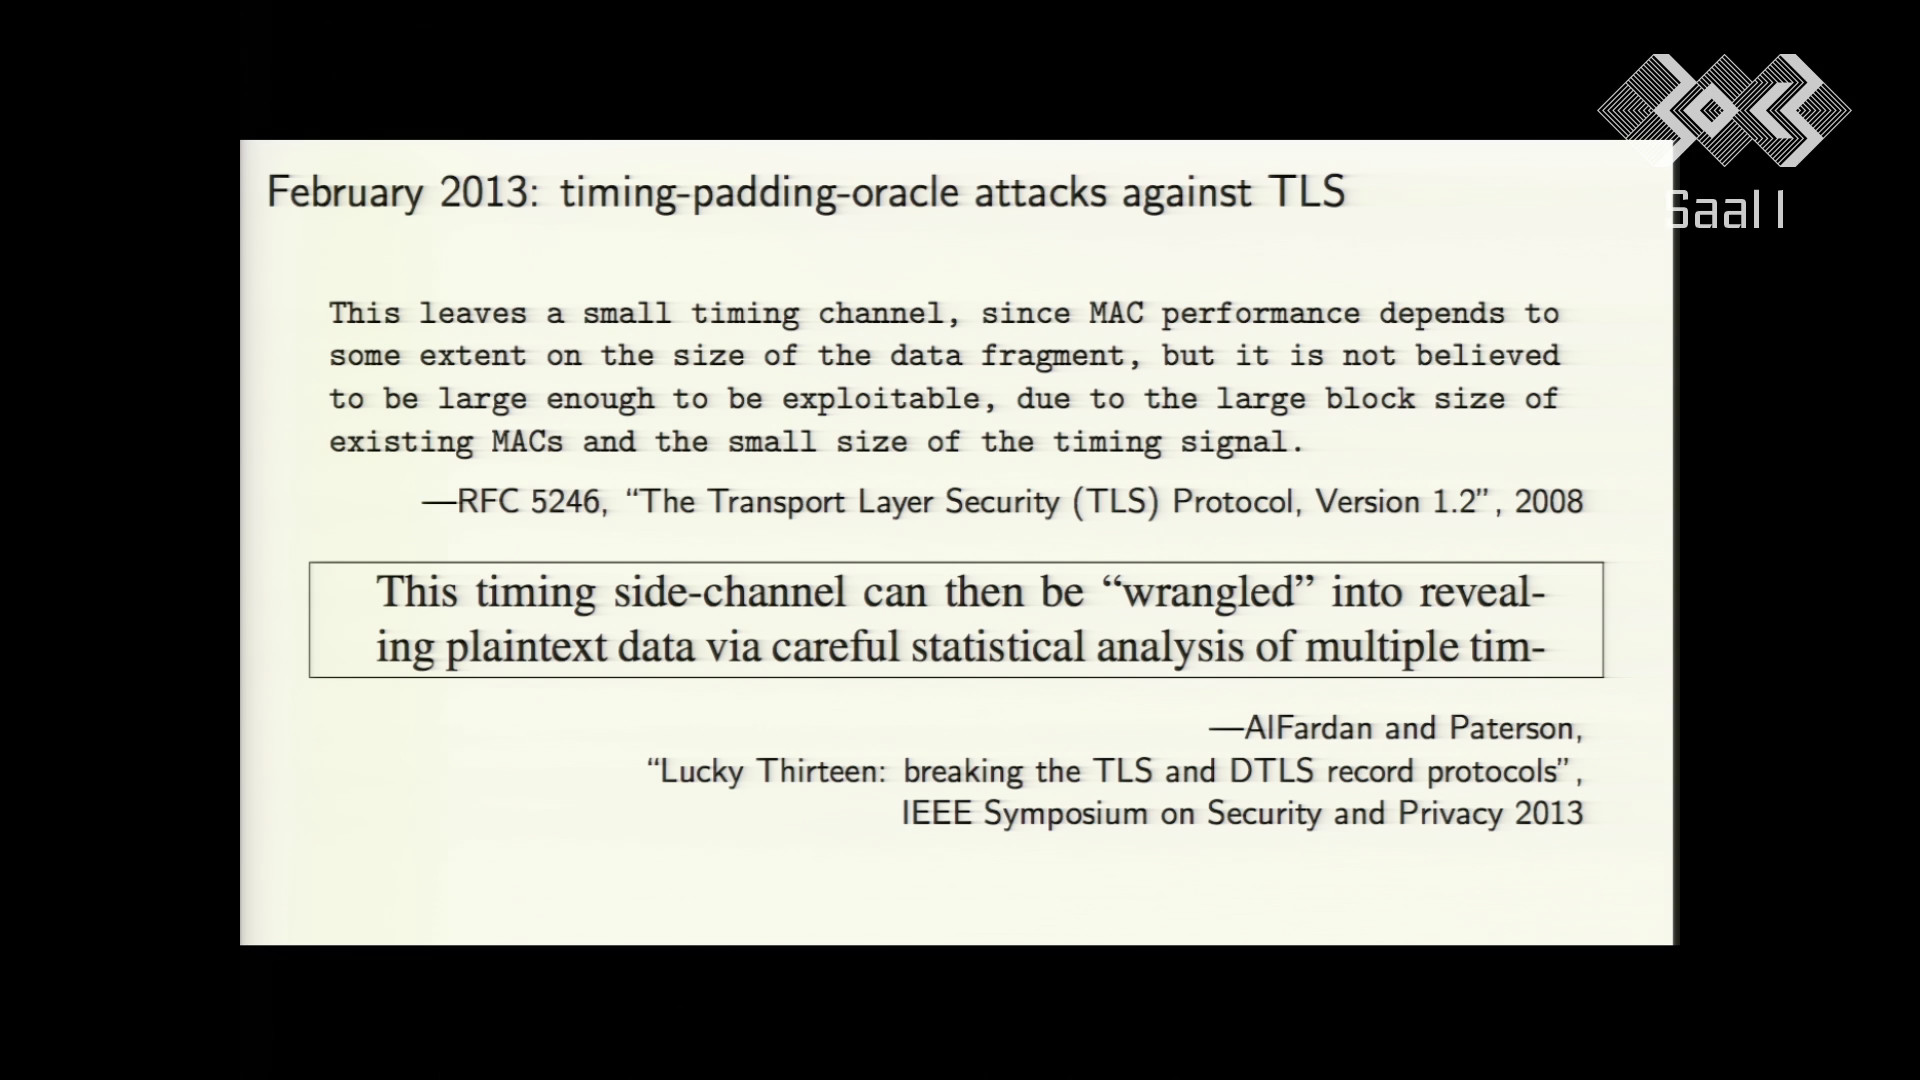 February 2013: timing-padding-oracle attacks against TLS
This leaves a small timing channel, since MAC performance depends to
some extent on the size of the data fragment, but it is not believed
to be large enough to be exploitable, due to the large block size of
existing MACs and the small size of the timing signal.
—RFC 5246, “The Transport Layer Security (TLS) Protocol, Version 1.2”, 2008
This timing side-channel can then be “wrangled” into reveal-
ing plaintext data via careful statistical analysis of multiple tim-
—AlFardan and Paterson,
“Lucky Thirteen: breaking the TLS and DTLS record protocols”,
IEEE Symposium on Security and Privacy 2013
30C3
Saal 1